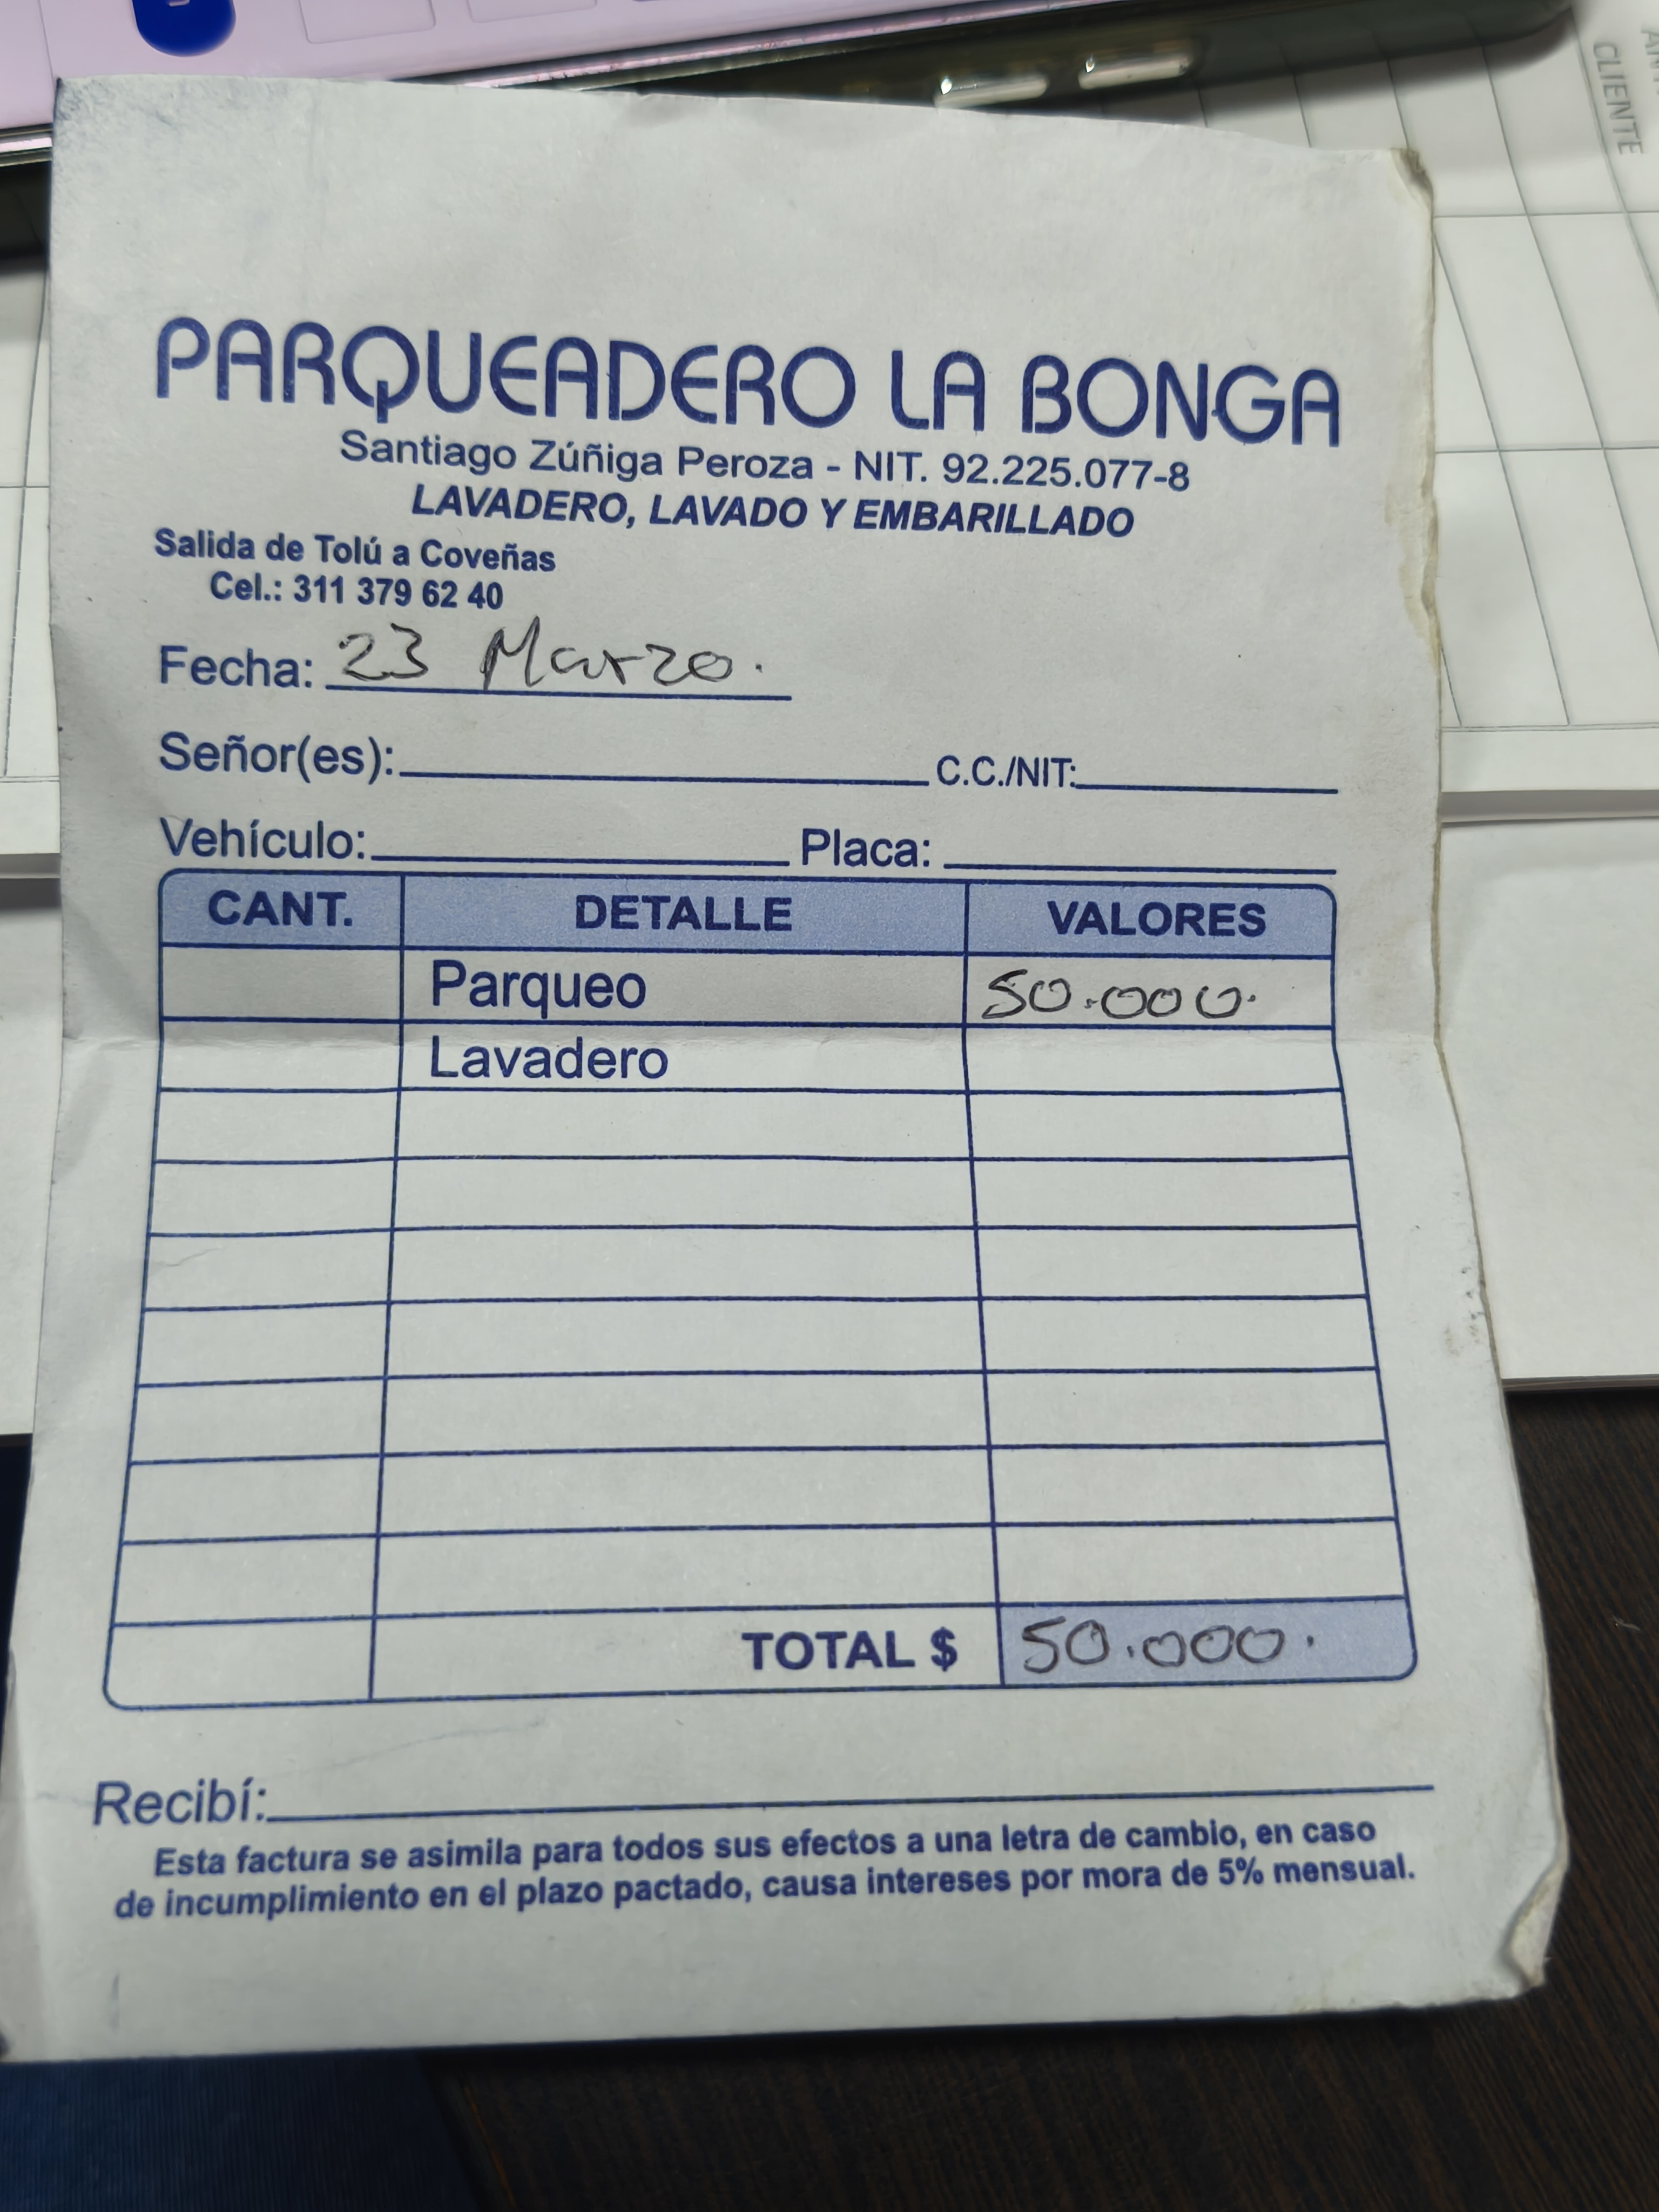 CLIENTE
PARQUEADERO LA BONGA
Santiago Zúñiga Peroza - NIT. 92.225.077-8
LAVADERO, LAVADO Y EMBARILLADO
Salida de Tolú a Coveñas
Cel.: 311 379 62 40
Fecha: 23 Marzo.
Señor(es): C.C./NIT:
Vehículo: Placa:
CANT. DETALLE VALORES
Parqueo 50.000.
Lavadero
TOTAL $ 50.000.
Recibí:
Esta factura se asimila para todos sus efectos a una letra de cambio, en caso
de incumplimiento en el plazo pactado, causa intereses por mora de 5% mensual.